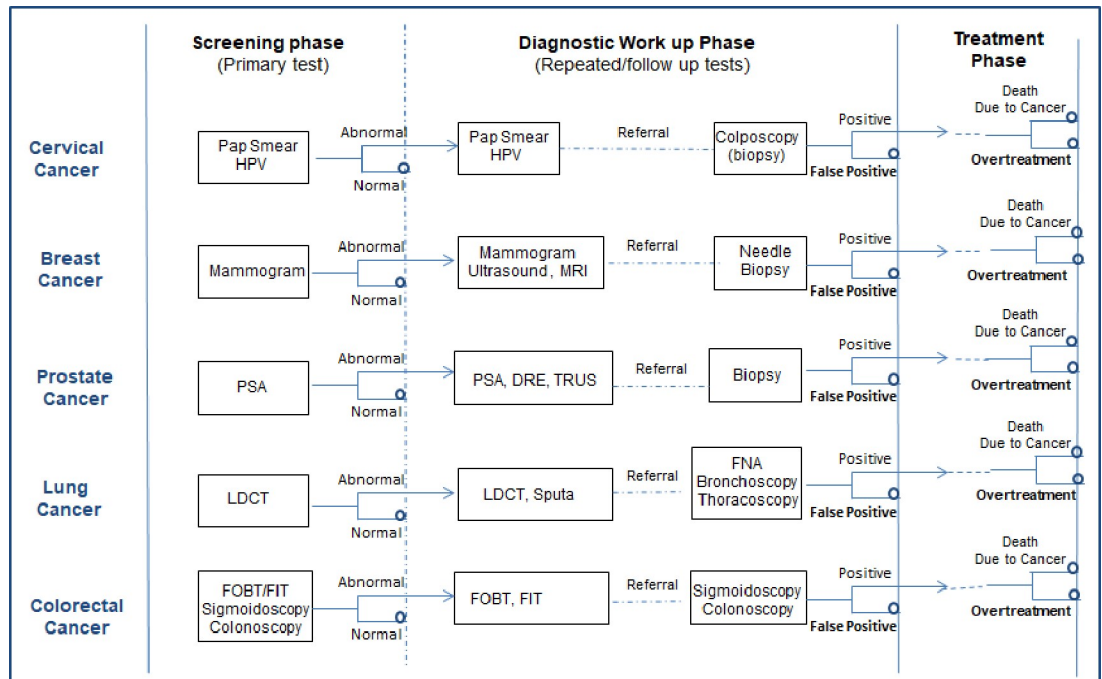 Screening phase
(Primary test)
Diagnostic Work up Phase
(Repeated/follow up tests)
Treatment
Phase
Cervical
Cancer
Pap Smear
HPV
Abnormal
Normal
Pap Smear
HPV
Referral
Colposcopy
(biopsy)
Positive
False Positive
Death
Due to Cancer
Overtreatment
Breast
Cancer
Mammogram
Abnormal
Normal
Mammogram
Ultrasound, MRI
Referral
Needle
Biopsy
Positive
False Positive
Death
Due to Cancer
Overtreatment
Prostate
Cancer
PSA
Abnormal
Normal
PSA, DRE, TRUS
Referral
Biopsy
Positive
False Positive
Death
Due to Cancer
Overtreatment
Lung
Cancer
LDCT
Abnormal
Normal
LDCT, Sputa
Referral
FNA
Bronchoscopy
Thoracoscopy
Positive
False Positive
Death
Due to Cancer
Overtreatment
Colorectal
Cancer
FOBT/FIT
Sigmoidoscopy
Colonoscopy
Abnormal
Normal
FOBT, FIT
Referral
Sigmoidoscopy
Colonoscopy
Positive
False Positive
Death
Due to Cancer
Overtreatment